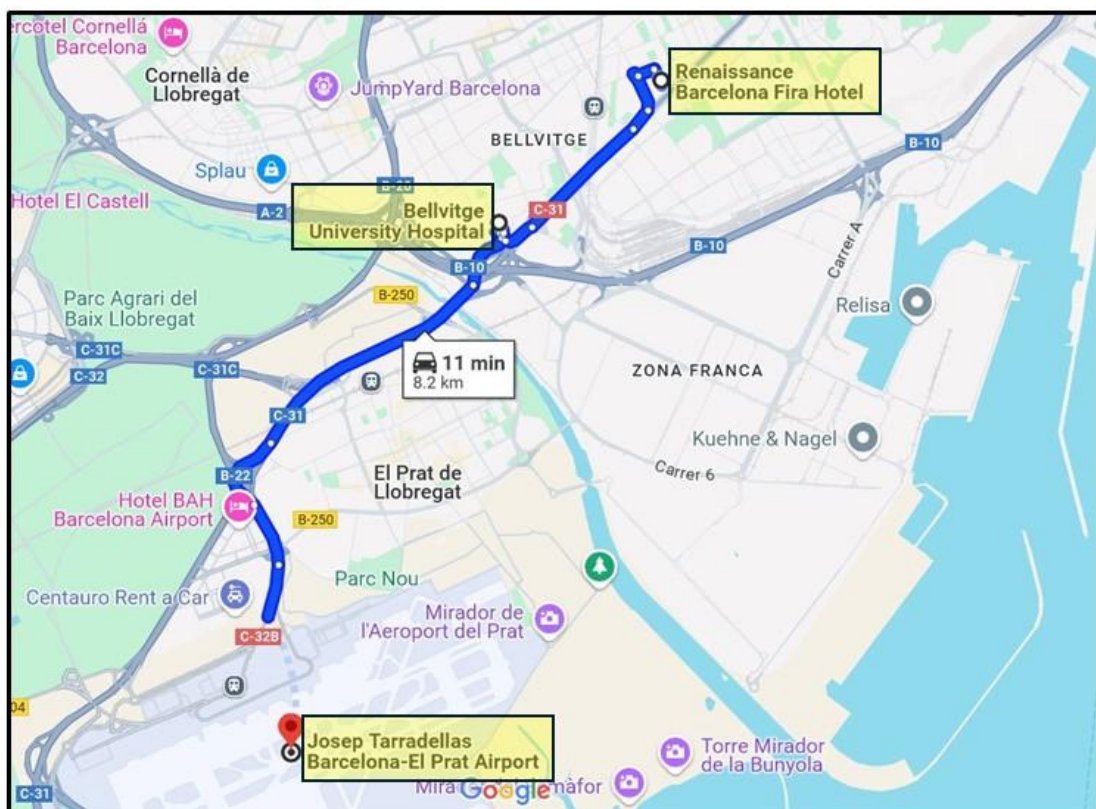 ercotel Cornellá
Barcelona
Cornellà de
Llobregat
JumpYard Barcelona
Renaissance
Barcelona Fira Hotel
BELLVITGE
B-10
Splau
B-20
Hotel El Castell
A-2
Bellvitge
University Hospital
C-31
B-10
B-10
Carrer A
Parc Agrari del
Baix Llobregat
B-250
Relisa
C-31C
C-32
C-31C
11 min
8.2 km
ZONA FRANCA
C-31
Kuehne & Nagel
B-22
El Prat de
Llobregat
Carrer 6
Hotel BAH
Barcelona Airport
B-250
Parc Nou
Centauro Rent a Car
Mirador de
l'Aeroport del Prat
C-32B
04
Josep Tarradellas
Barcelona-El Prat Airport
Torre Mirador
de la Bunyola
C-31
Google